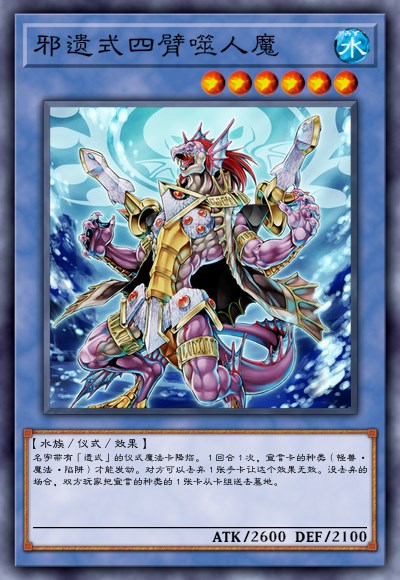 邪遗式四臂噬人魔
水
【水族／仪式／效果】
名字带有「遗式」的仪式魔法卡降临。1回合1次，宣言卡的种类（怪兽·
魔法·陷阱）才能发动。对方可以丢弃1张手卡让这个效果无效。没丢弃的
场合，双方玩家把宣言的种类的1张卡从卡组送去墓地。
ATK/2600 DEF/2100